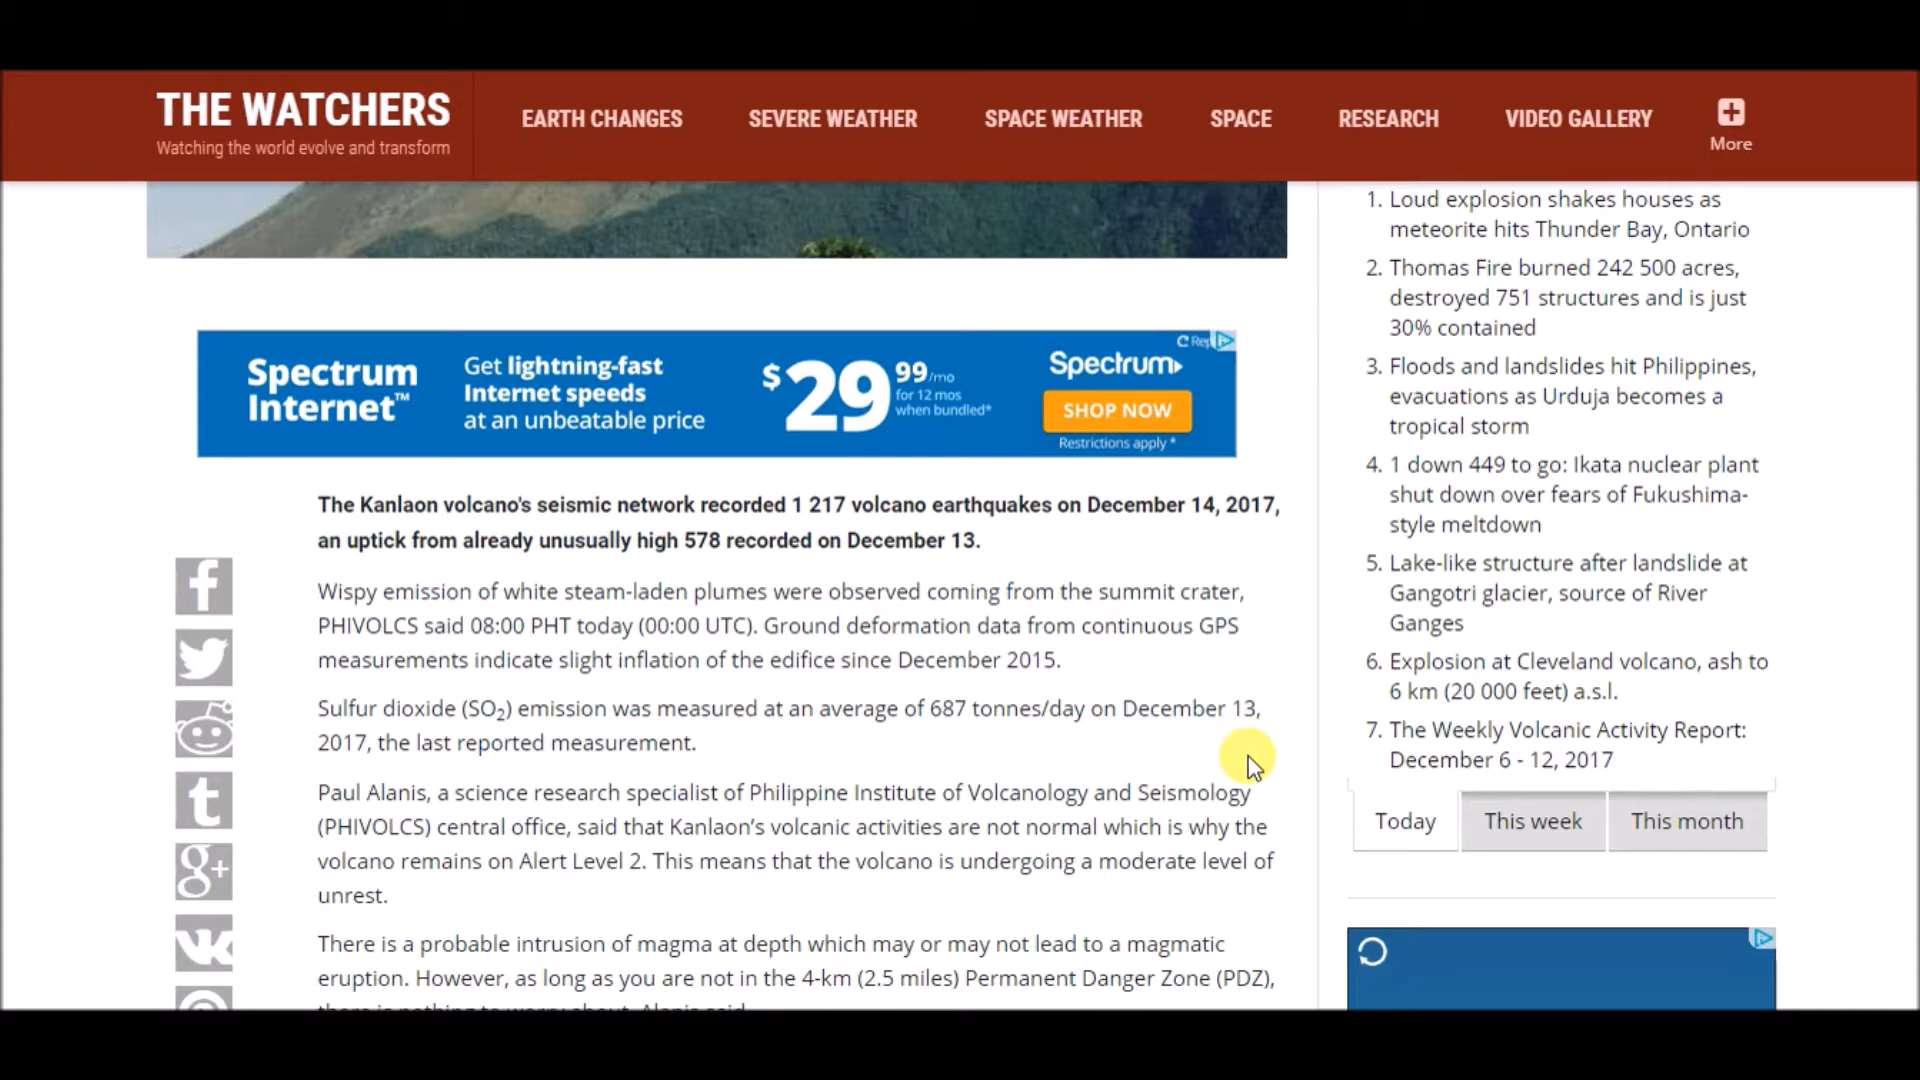 THE WATCHERS
Watching the world evolve and transform
EARTH CHANGES
SEVERE WEATHER
SPACE WEATHER
SPACE
RESEARCH
VIDEO GALLERY
More
Spectrum
Internet™
Get lightning-fast
Internet speeds
at an unbeatable price
$29 99/mo
for 12 mos
when bundled*
Spectrum
SHOP NOW
Restrictions apply *
The Kanlaon volcano's seismic network recorded 1 217 volcano earthquakes on December 14, 2017,
an uptick from already unusually high 578 recorded on December 13.
Wispy emission of white steam-laden plumes were observed coming from the summit crater,
PHIVOLCS said 08:00 PHT today (00:00 UTC). Ground deformation data from continuous GPS
measurements indicate slight inflation of the edifice since December 2015.
Sulfur dioxide (SO2) emission was measured at an average of 687 tonnes/day on December 13,
2017, the last reported measurement.
Paul Alanis, a science research specialist of Philippine Institute of Volcanology and Seismology
(PHIVOLCS) central office, said that Kanlaon’s volcanic activities are not normal which is why the
volcano remains on Alert Level 2. This means that the volcano is undergoing a moderate level of
unrest.
There is a probable intrusion of magma at depth which may or may not lead to a magmatic
eruption. However, as long as you are not in the 4-km (2.5 miles) Permanent Danger Zone (PDZ),
there is nothing to worry about, Alanis said.
1. Loud explosion shakes houses as
meteorite hits Thunder Bay, Ontario
2. Thomas Fire burned 242 500 acres,
destroyed 751 structures and is just
30% contained
3. Floods and landslides hit Philippines,
evacuations as Urduja becomes a
tropical storm
4. 1 down 449 to go: Ikata nuclear plant
shut down over fears of Fukushima-
style meltdown
5. Lake-like structure after landslide at
Gangotri glacier, source of River
Ganges
6. Explosion at Cleveland volcano, ash to
6 km (20 000 feet) a.s.l.
7. The Weekly Volcanic Activity Report:
December 6 - 12, 2017
Today
This week
This month